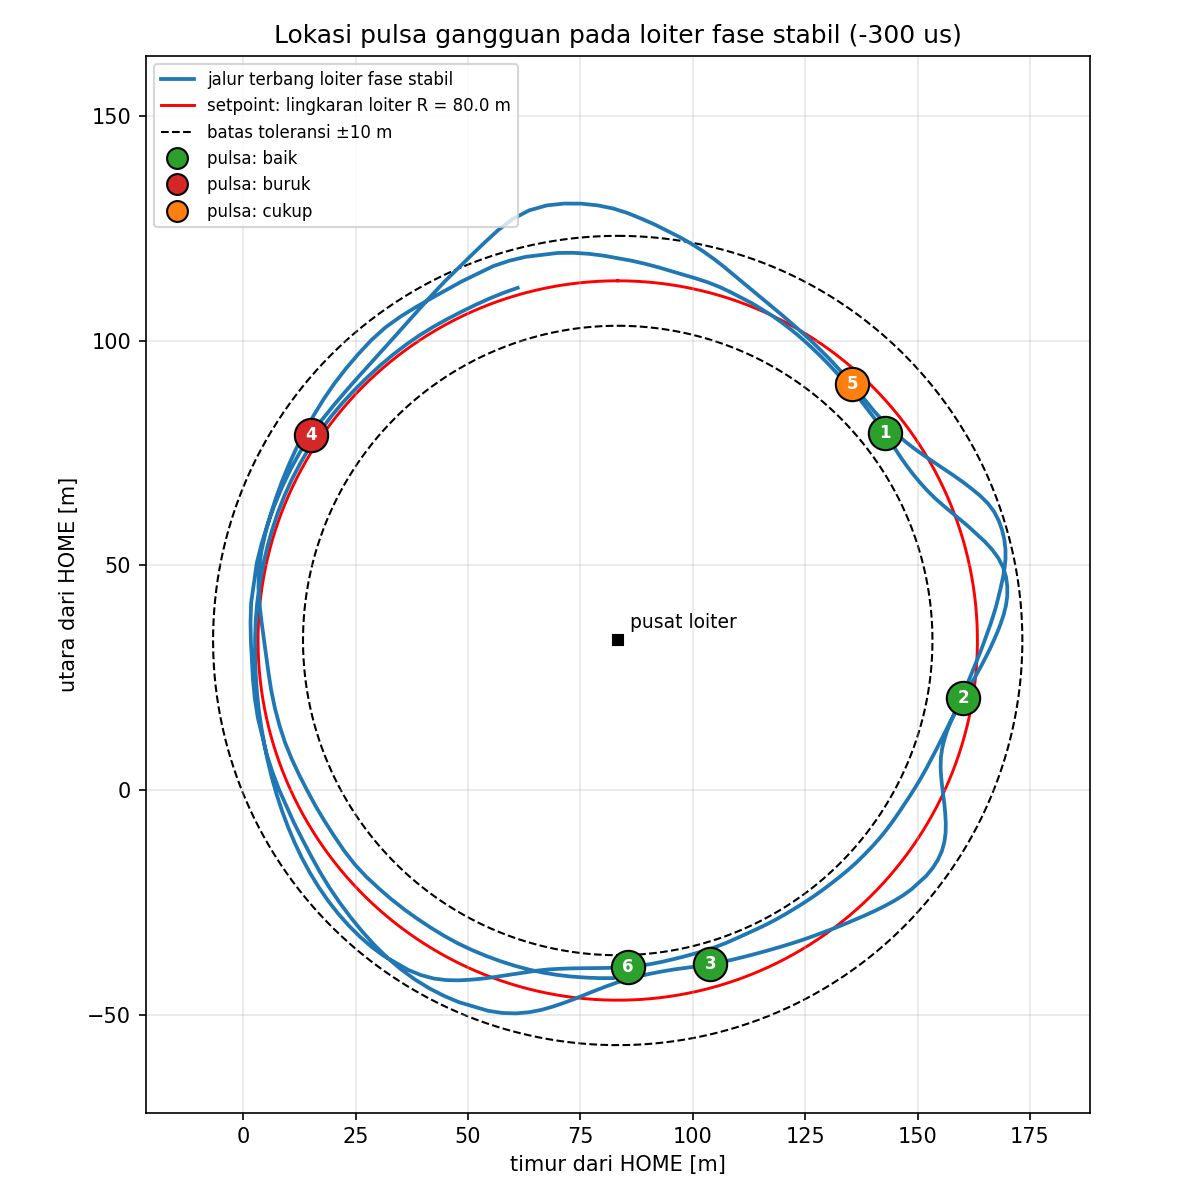 Lokasi pulsa gangguan pada loiter fase stabil (-300 us)
jalur terbang loiter fase stabil
setpoint: lingkaran loiter R = 80.0 m
batas toleransi ±10 m
pulsa: baik
pulsa: buruk
pulsa: cukup
150
100
50
0
−50
utara dari HOME [m]
5
1
4
pusat loiter
2
6
3
0
25
50
75
100
125
150
175
timur dari HOME [m]